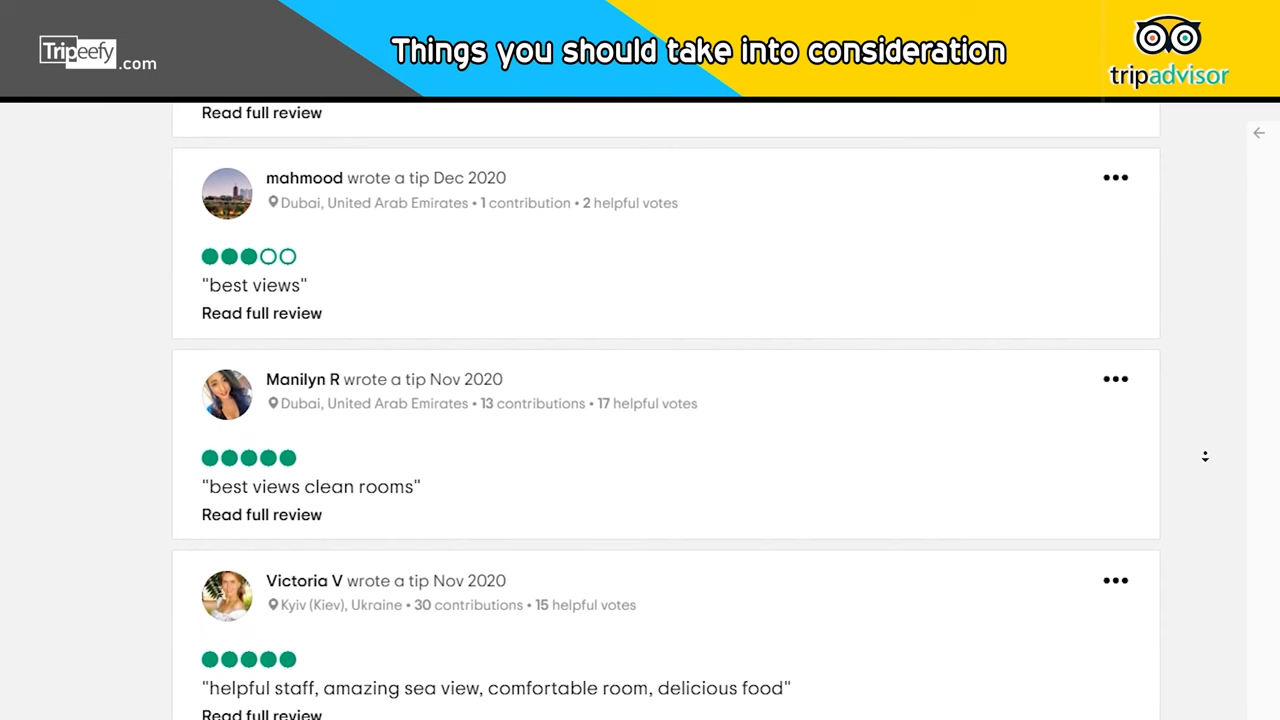 Tripeefy.com
Things you should take into consideration
tripadvisor
Read full review
mahmood wrote a tip Dec 2020
Dubai, United Arab Emirates • 1 contribution • 2 helpful votes
"best views"
Read full review
Manilyn R wrote a tip Nov 2020
Dubai, United Arab Emirates • 13 contributions • 17 helpful votes
"best views clean rooms"
Read full review
Victoria V wrote a tip Nov 2020
Kyiv (Kiev), Ukraine • 30 contributions • 15 helpful votes
"helpful staff, amazing sea view, comfortable room, delicious food"
Read full review